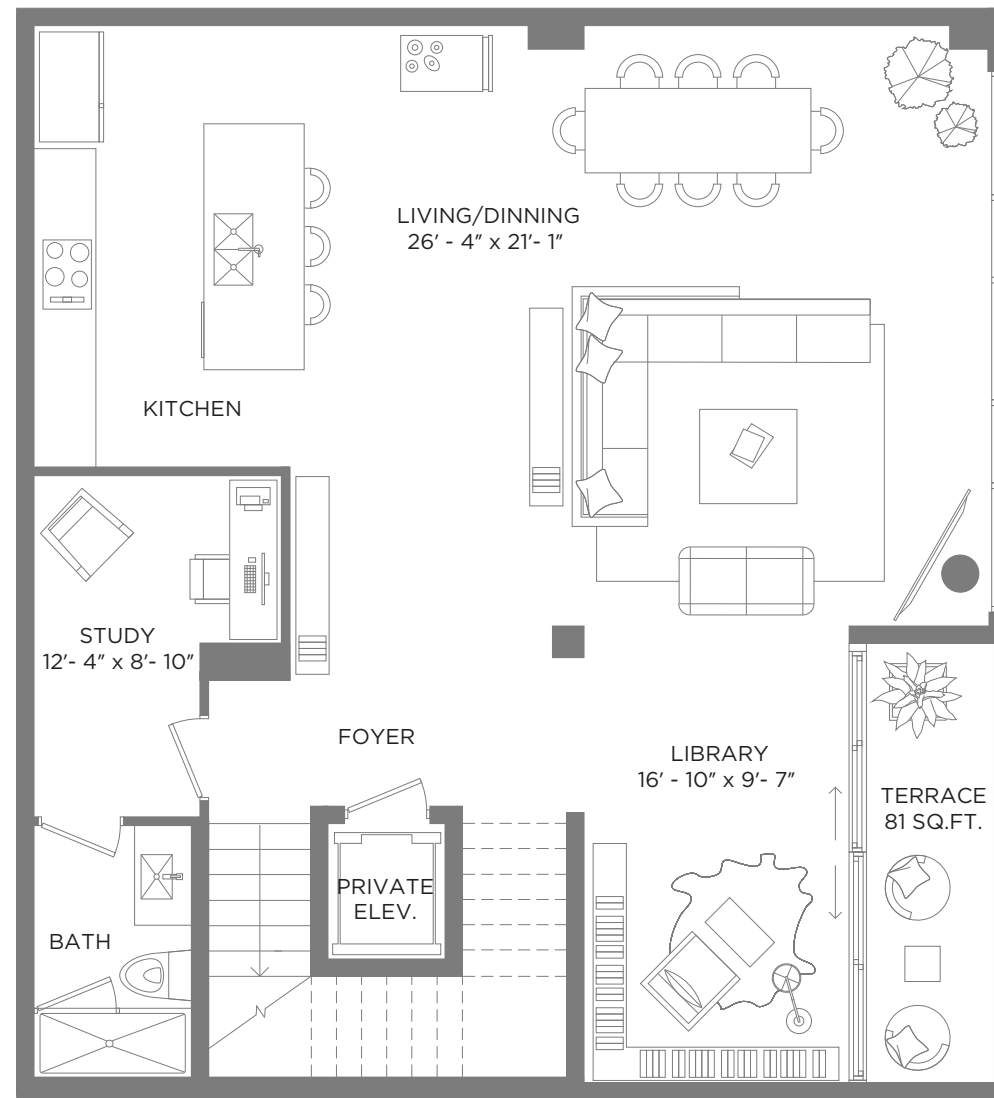 LIVING/DINNING
26' - 4" x 21'- 1"
KITCHEN
STUDY
12'- 4" x 8'- 10"
FOYER
LIBRARY
16' - 10" x 9'- 7"
TERRACE
81 SQ.FT.
PRIVATE
ELEV.
BATH